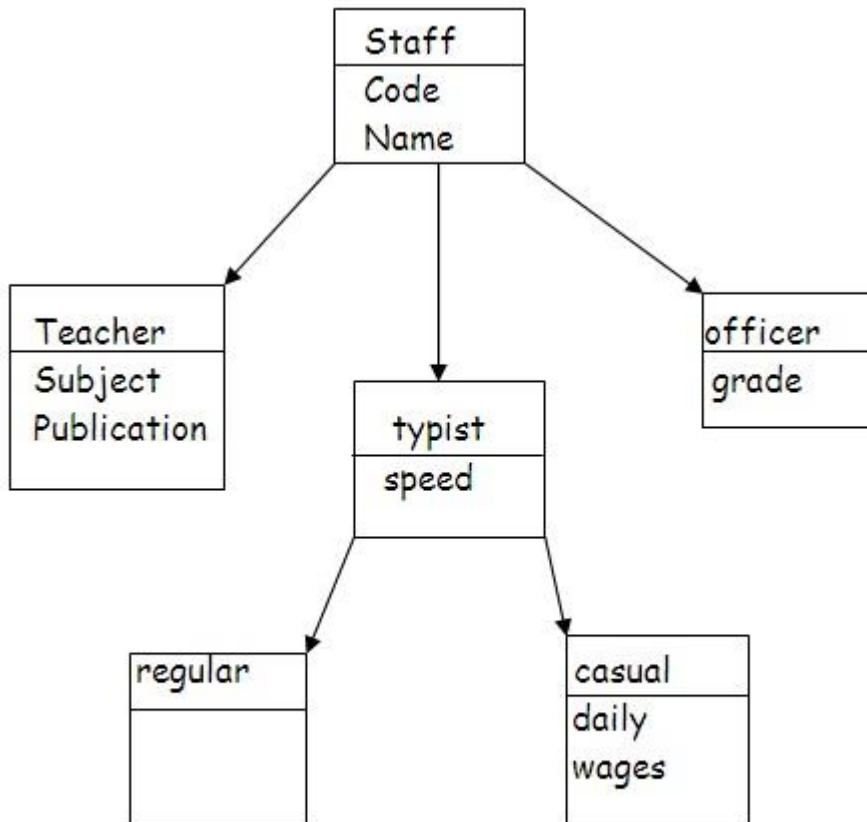 Staff
Code
Name
Teacher
Subject
Publication
officer
grade
typist
speed
regular
casual
daily
wages